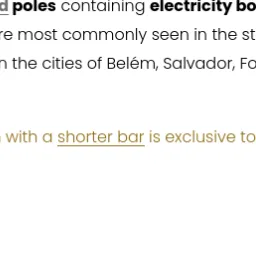 d poles containing electricity bo
re most commonly seen in the st
n the cities of Belém, Salvador, Fo
with a shorter bar is exclusive to